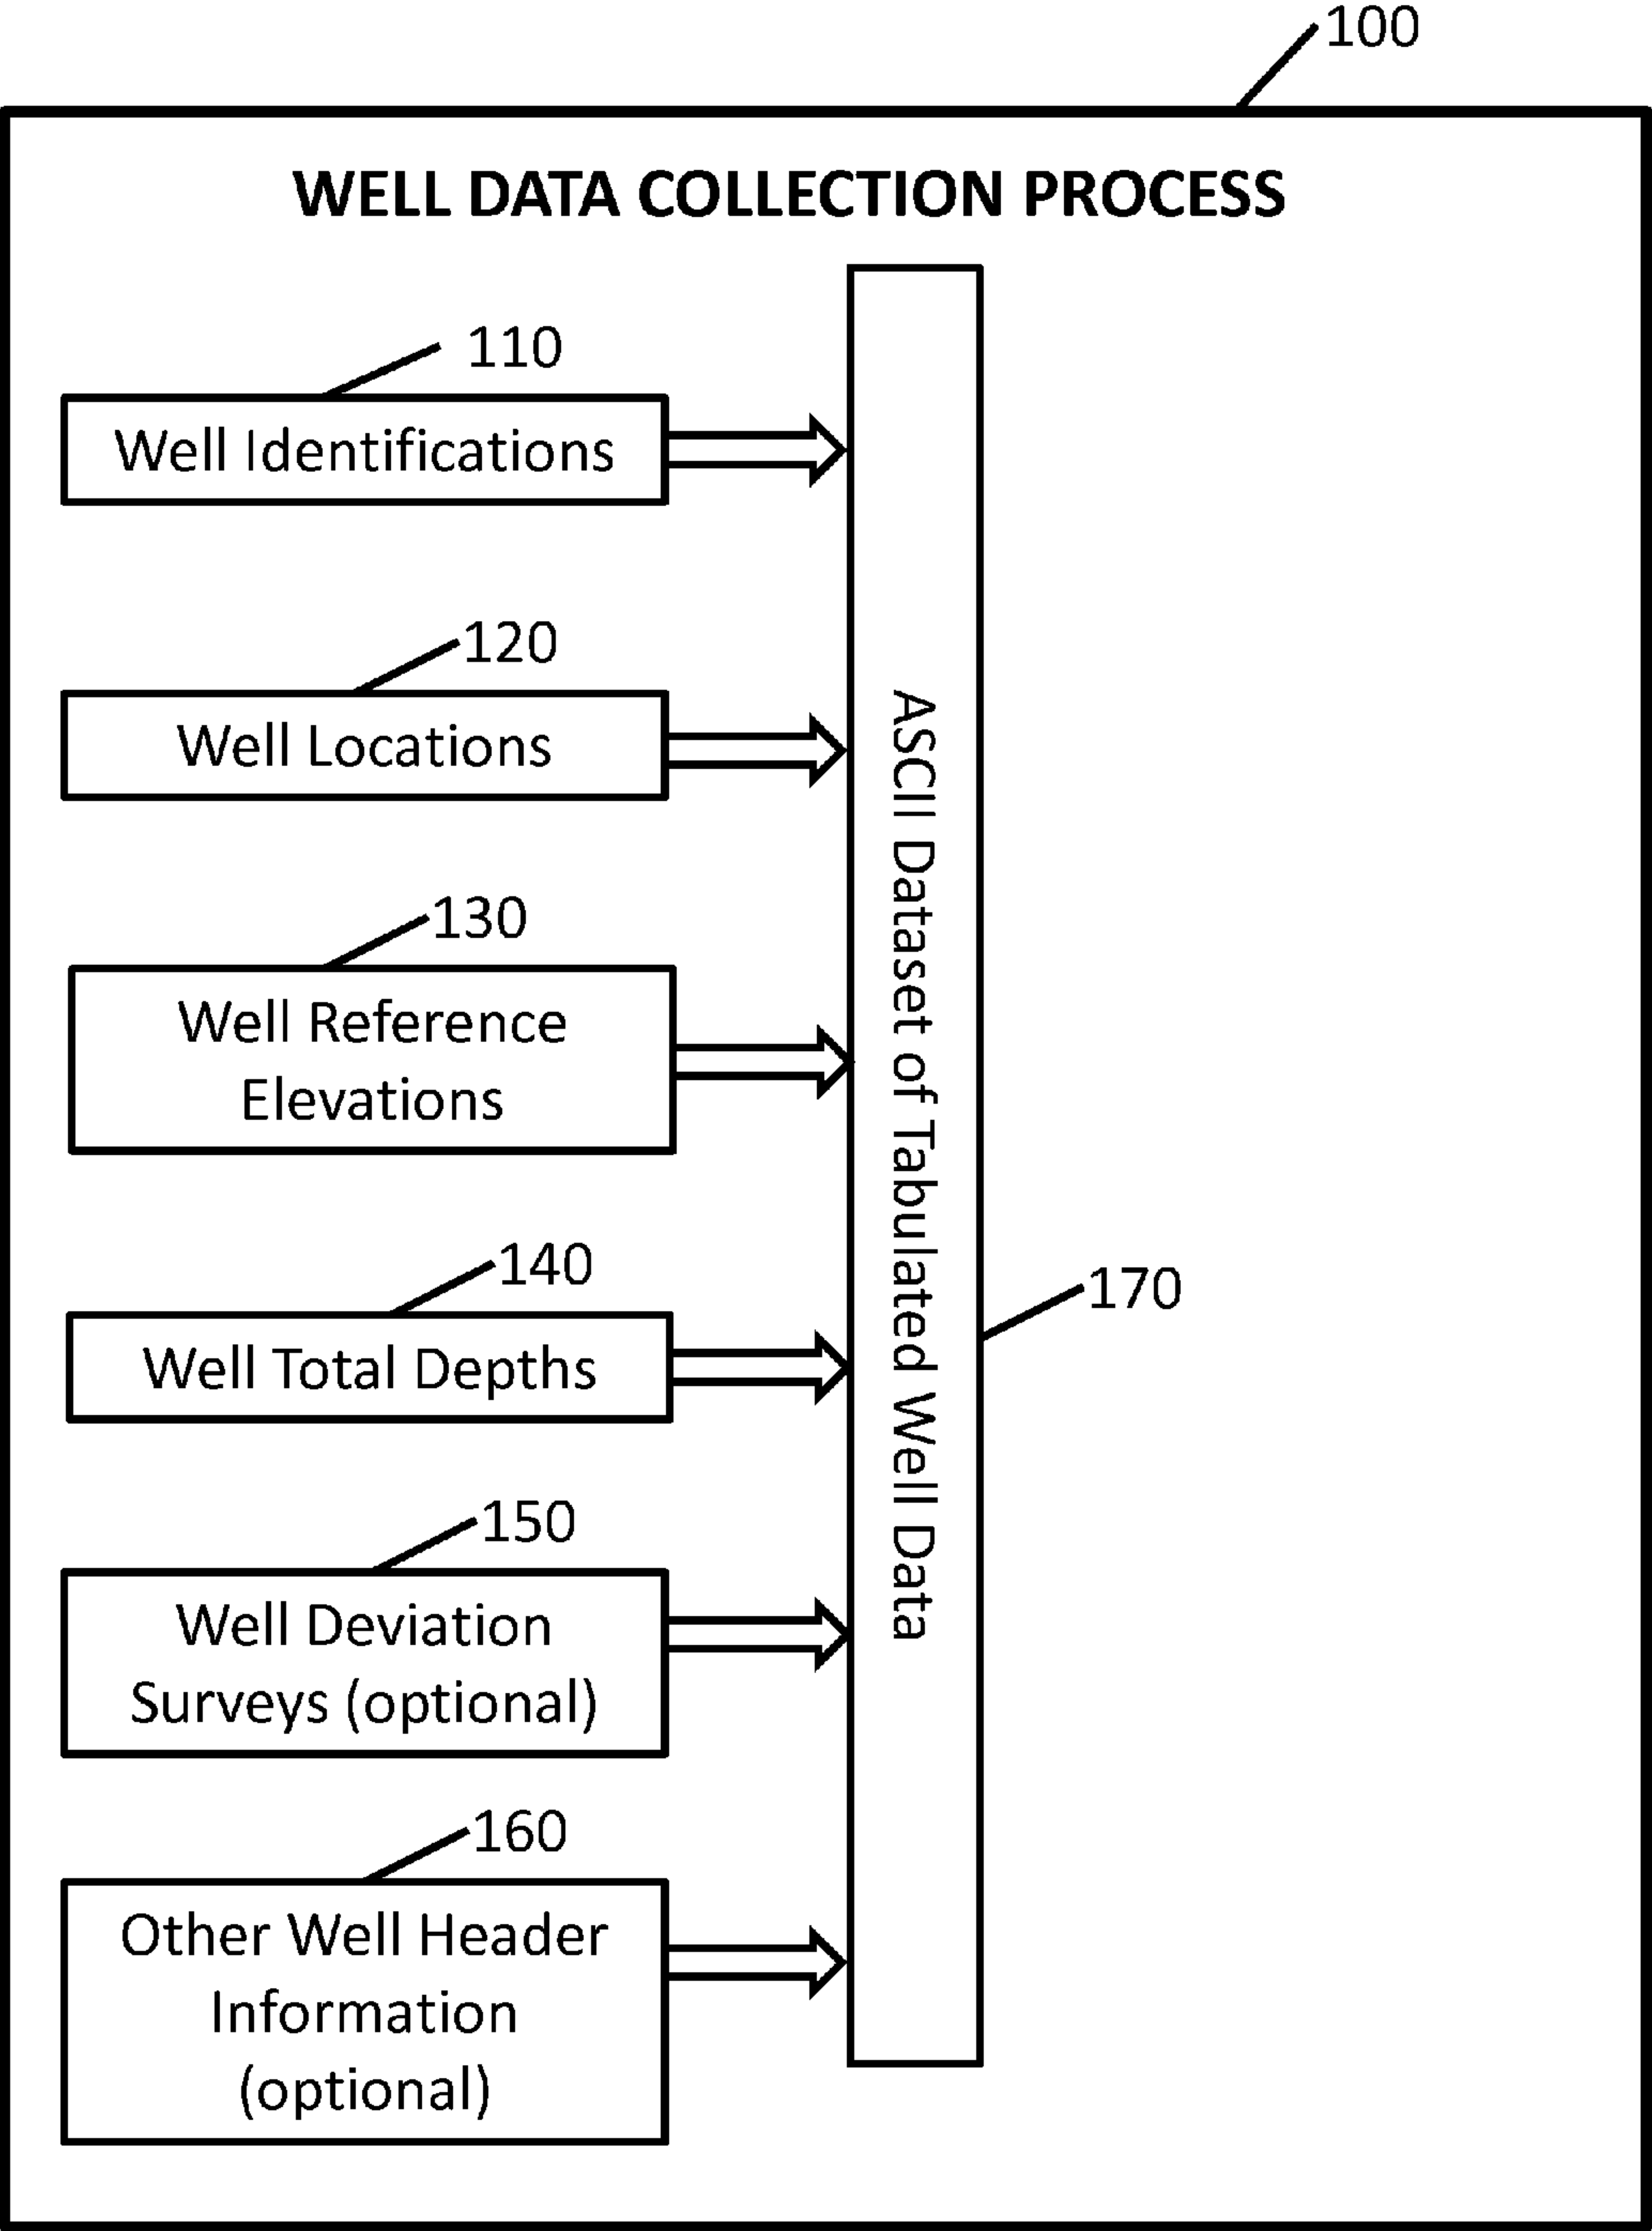 100
WELL DATA COLLECTION PROCESS
110
Well Identifications
120
Well Locations
130
Well Reference
Elevations
140
Well Total Depths
150
Well Deviation
Surveys (optional)
160
Other Well Header
Information
(optional)
ASCII Dataset of Tabulated Well Data
170